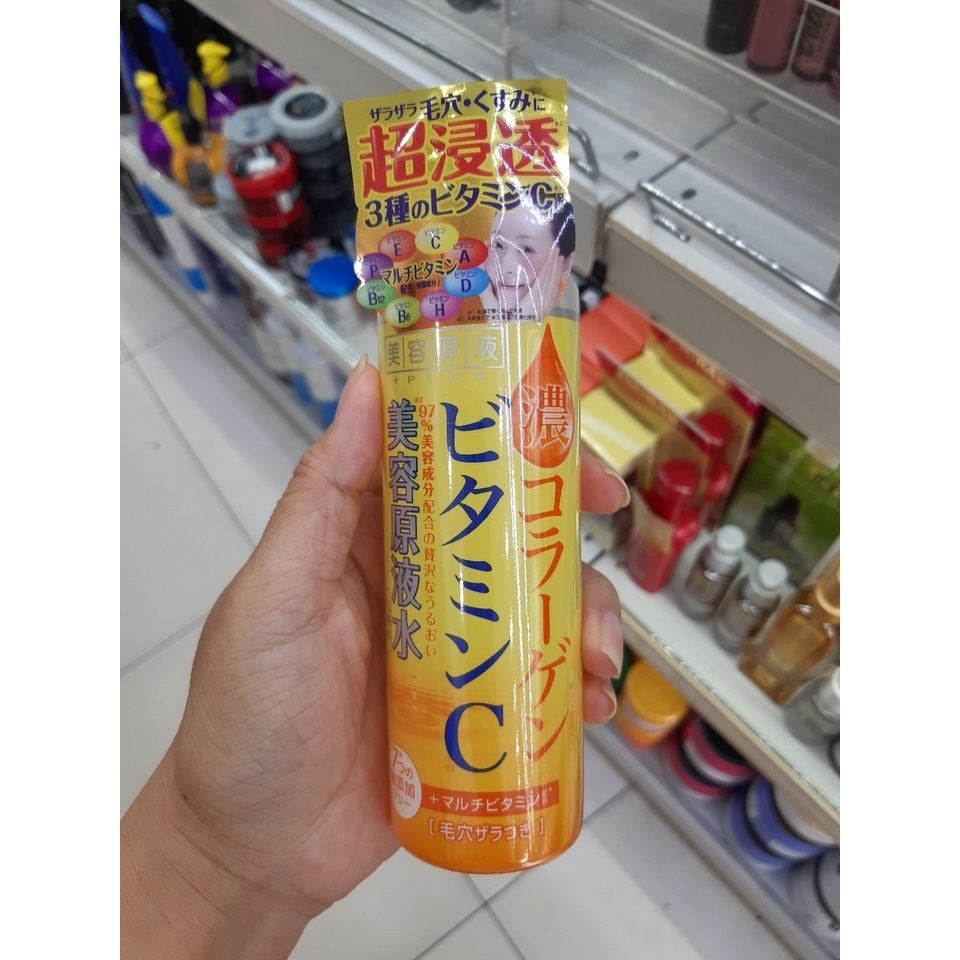 ザラザラ毛穴・くすみに
超浸透
3種のビタミンC
ビタミン
E
ビタミン
C
ビタミン
A
P
マルチビタミン
ビタミン
D
ビタミン
B12
ビタミン
B6
ビタミン
H
美容原液
濃
コラーゲン
ビタミンC
97%美容成分配合の贅沢なうるおい
美容原液水
7つの
+マルチビタミン
[毛穴ザラつき]